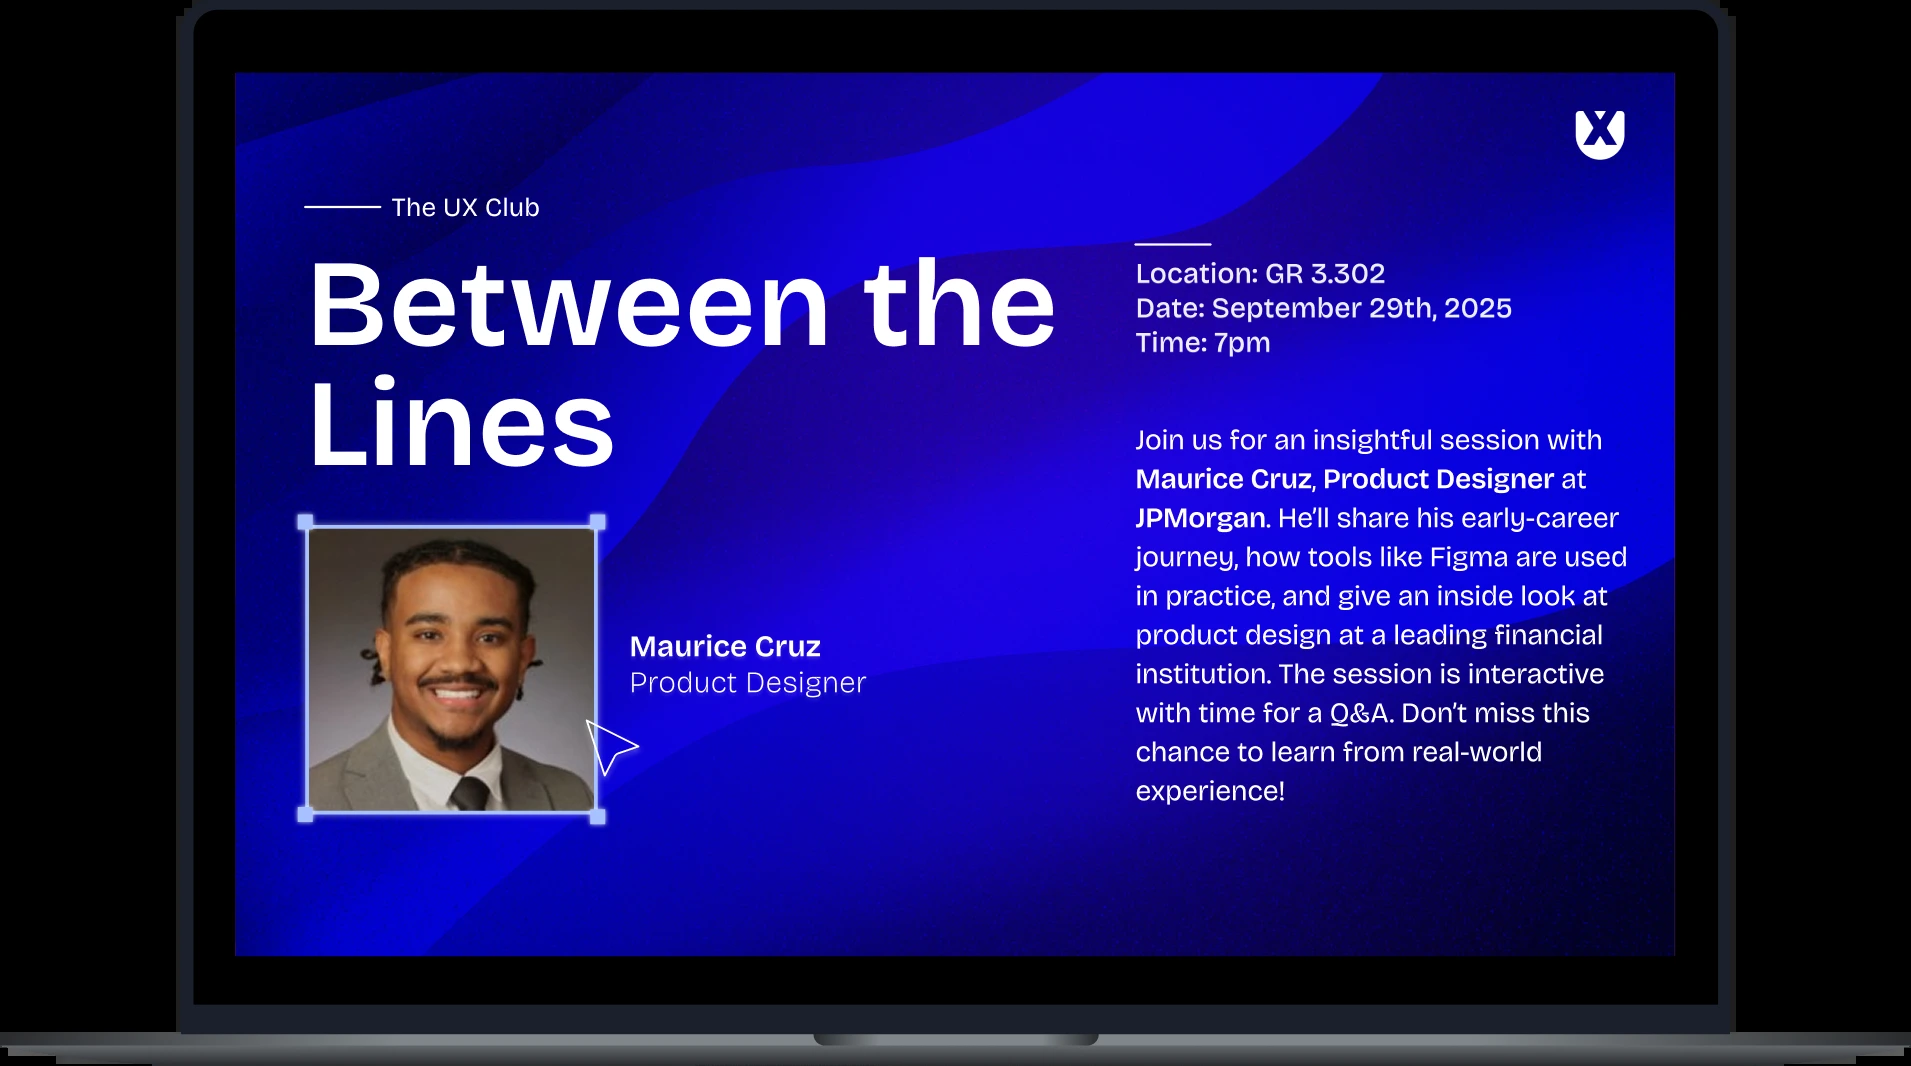 The UX Club
Between the
Lines
Maurice Cruz
Product Designer
Location: GR 3.302
Date: September 29th, 2025
Time: 7pm
Join us for an insightful session with
Maurice Cruz, Product Designer at
JPMorgan. He’ll share his early-career
journey, how tools like Figma are used
in practice, and give an inside look at
product design at a leading financial
institution. The session is interactive
with time for a Q&A. Don’t miss this
chance to learn from real-world
experience!